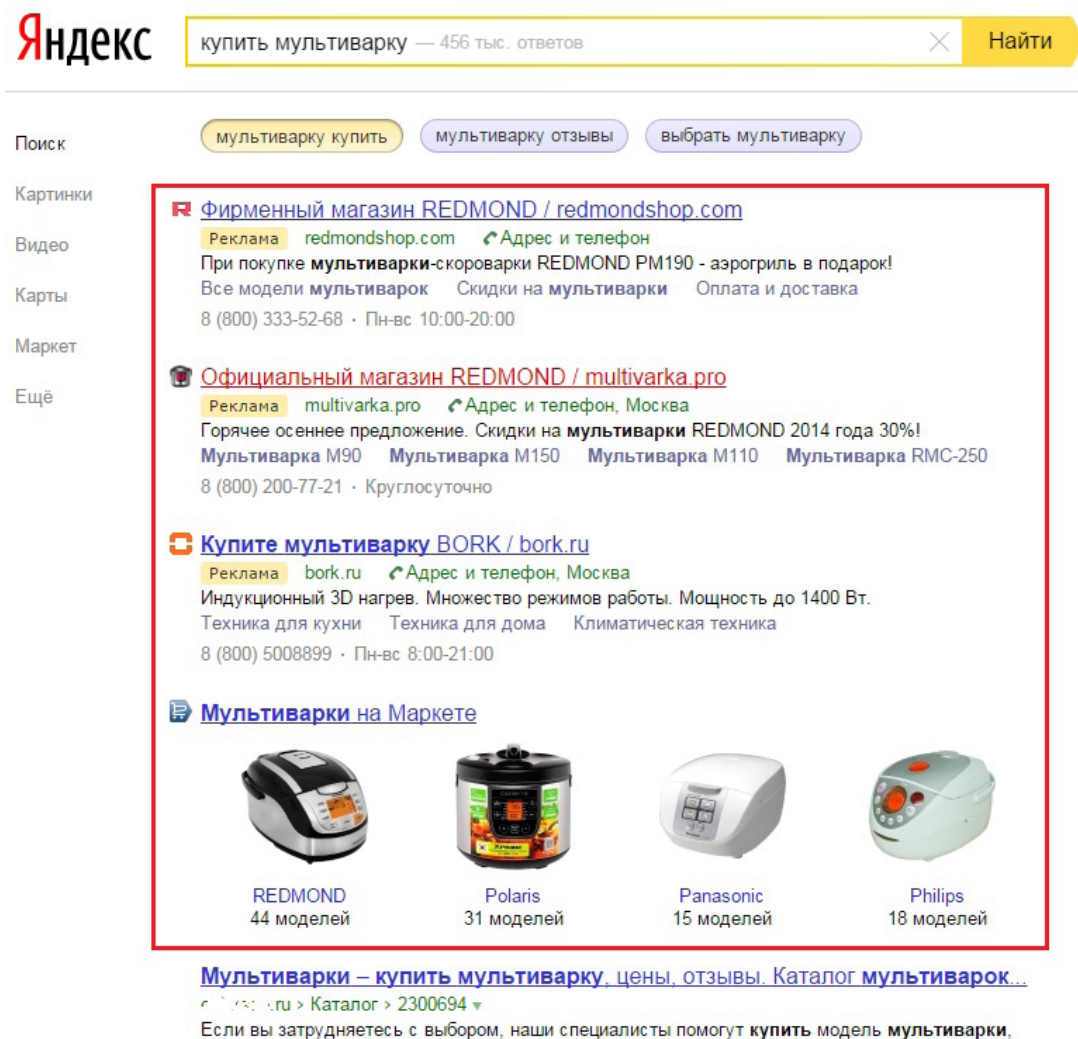 Яндекс
купить мультиварку — 456 тыс. ответов
Найти
мультиварку купить мультиварку отзывы выбрать мультиварку
Поиск
Картинки
Видео
Карты
Маркет
Ещё
Фирменный магазин REDMOND / redmondshop.com
Реклама redmondshop.com Адрес и телефон
При покупке мультиварки-скороварки REDMOND PM190 - аэрогриль в подарок!
Все модели мультиварок Скидки на мультиварки Оплата и доставка
8 (800) 333-52-68 · Пн-вс 10:00-20:00
Официальный магазин REDMOND / multivarka.pro
Реклама multivarka.pro Адрес и телефон, Москва
Горячее осеннее предложение. Скидки на мультиварки REDMOND 2014 года 30%!
Мультиварка M90 Мультиварка M150 Мультиварка M110 Мультиварка RMC-250
8 (800) 200-77-21 · Круглосуточно
Купите мультиварку BORK / bork.ru
Реклама bork.ru Адрес и телефон, Москва
Индукционный 3D нагрев. Множество режимов работы. Мощность до 1400 Вт.
Техника для кухни Техника для дома Климатическая техника
8 (800) 5008899 · Пн-вс 8:00-21:00
Мультиварки на Маркете
REDMOND Polaris Panasonic Philips
44 моделей 31 моделей 15 моделей 18 моделей
Мультиварки – купить мультиварку, цены, отзывы. Каталог мультиварок...
.ru › Каталог › 2300694
Если вы затрудняетесь с выбором, наши специалисты помогут купить модель мультиварки,